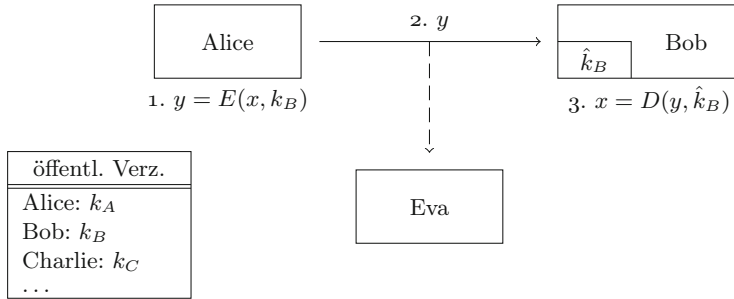 2. y
Alice
Bob
k̂_B
1. y = E(x, k_B)
3. x = D(y, k̂_B)
öffentl. Verz.
Alice: k_A
Bob: k_B
Charlie: k_C
...
Eva